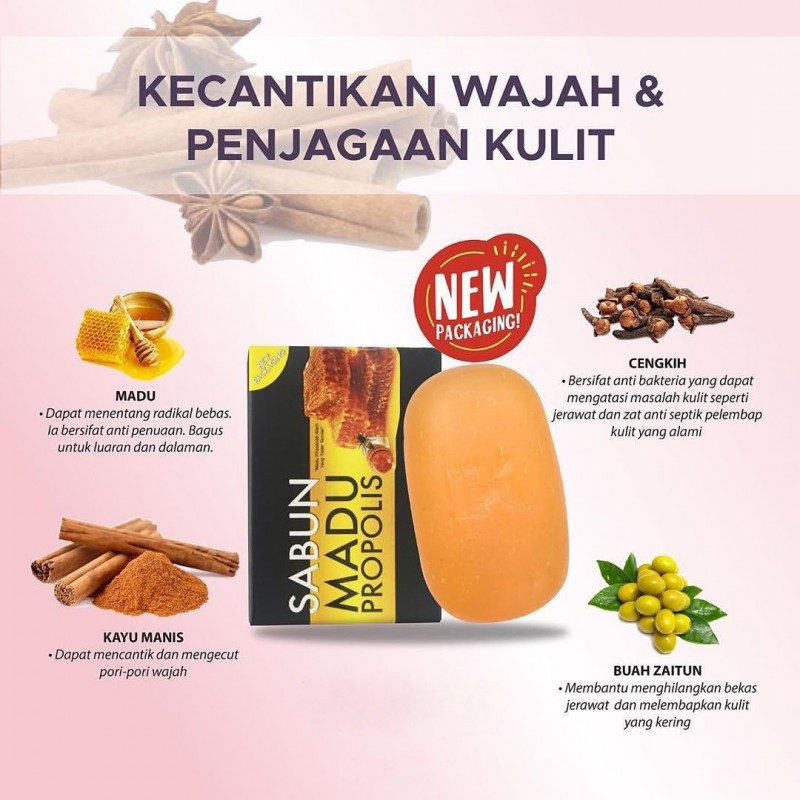 KECANTIKAN WAJAH &
PENJAGAAN KULIT
NEW
PACKAGING!
MADU
• Dapat menentang radikal bebas.
Ia bersifat anti penuaan. Bagus
untuk luaran dan dalaman.
CENGKIH
• Bersifat anti bakteria yang dapat
mengatasi masalah kulit seperti
jerawat dan zat anti septik pelembap
kulit yang alami
SABUN
MADU
PROPOLIS
KAYU MANIS
• Dapat mencantik dan mengecut
pori-pori wajah
BUAH ZAITUN
• Membantu menghilangkan bekas
jerawat dan melembapkan kulit
yang kering